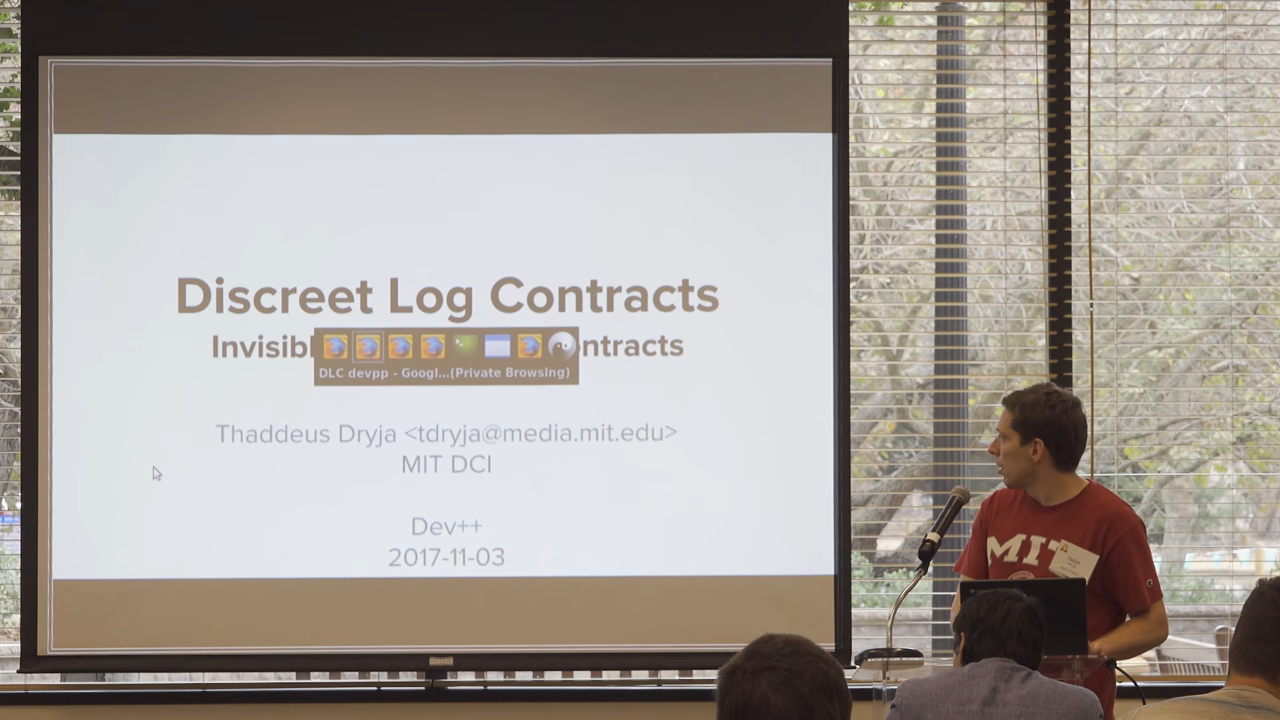 Discreet Log Contracts
Invisibl ntracts
DLC devpp - Googl...(Private Browsing)
Thaddeus Dryja <tdryja@media.mit.edu>
MIT DCI
Dev++
2017-11-03
MIT